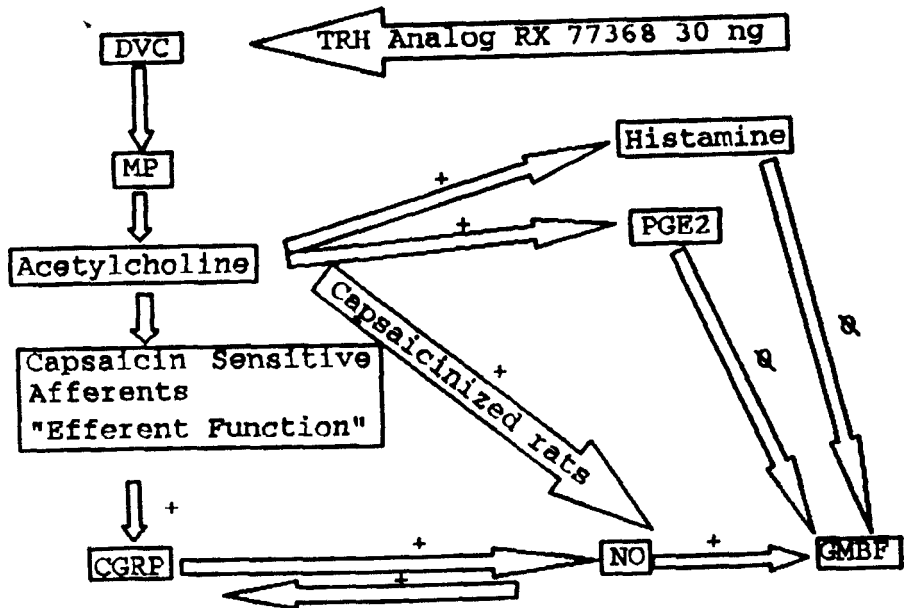 DVC
TRH Analog RX 77368 30 ng
Histamine
MP
+
PGE2
+
Acetylcholine
Capsaicinized rats
+
Ø
Ø
Capsaicin Sensitive
Afferents
"Efferent Function"
+
CGRP
+
+
NO
+
GMBF